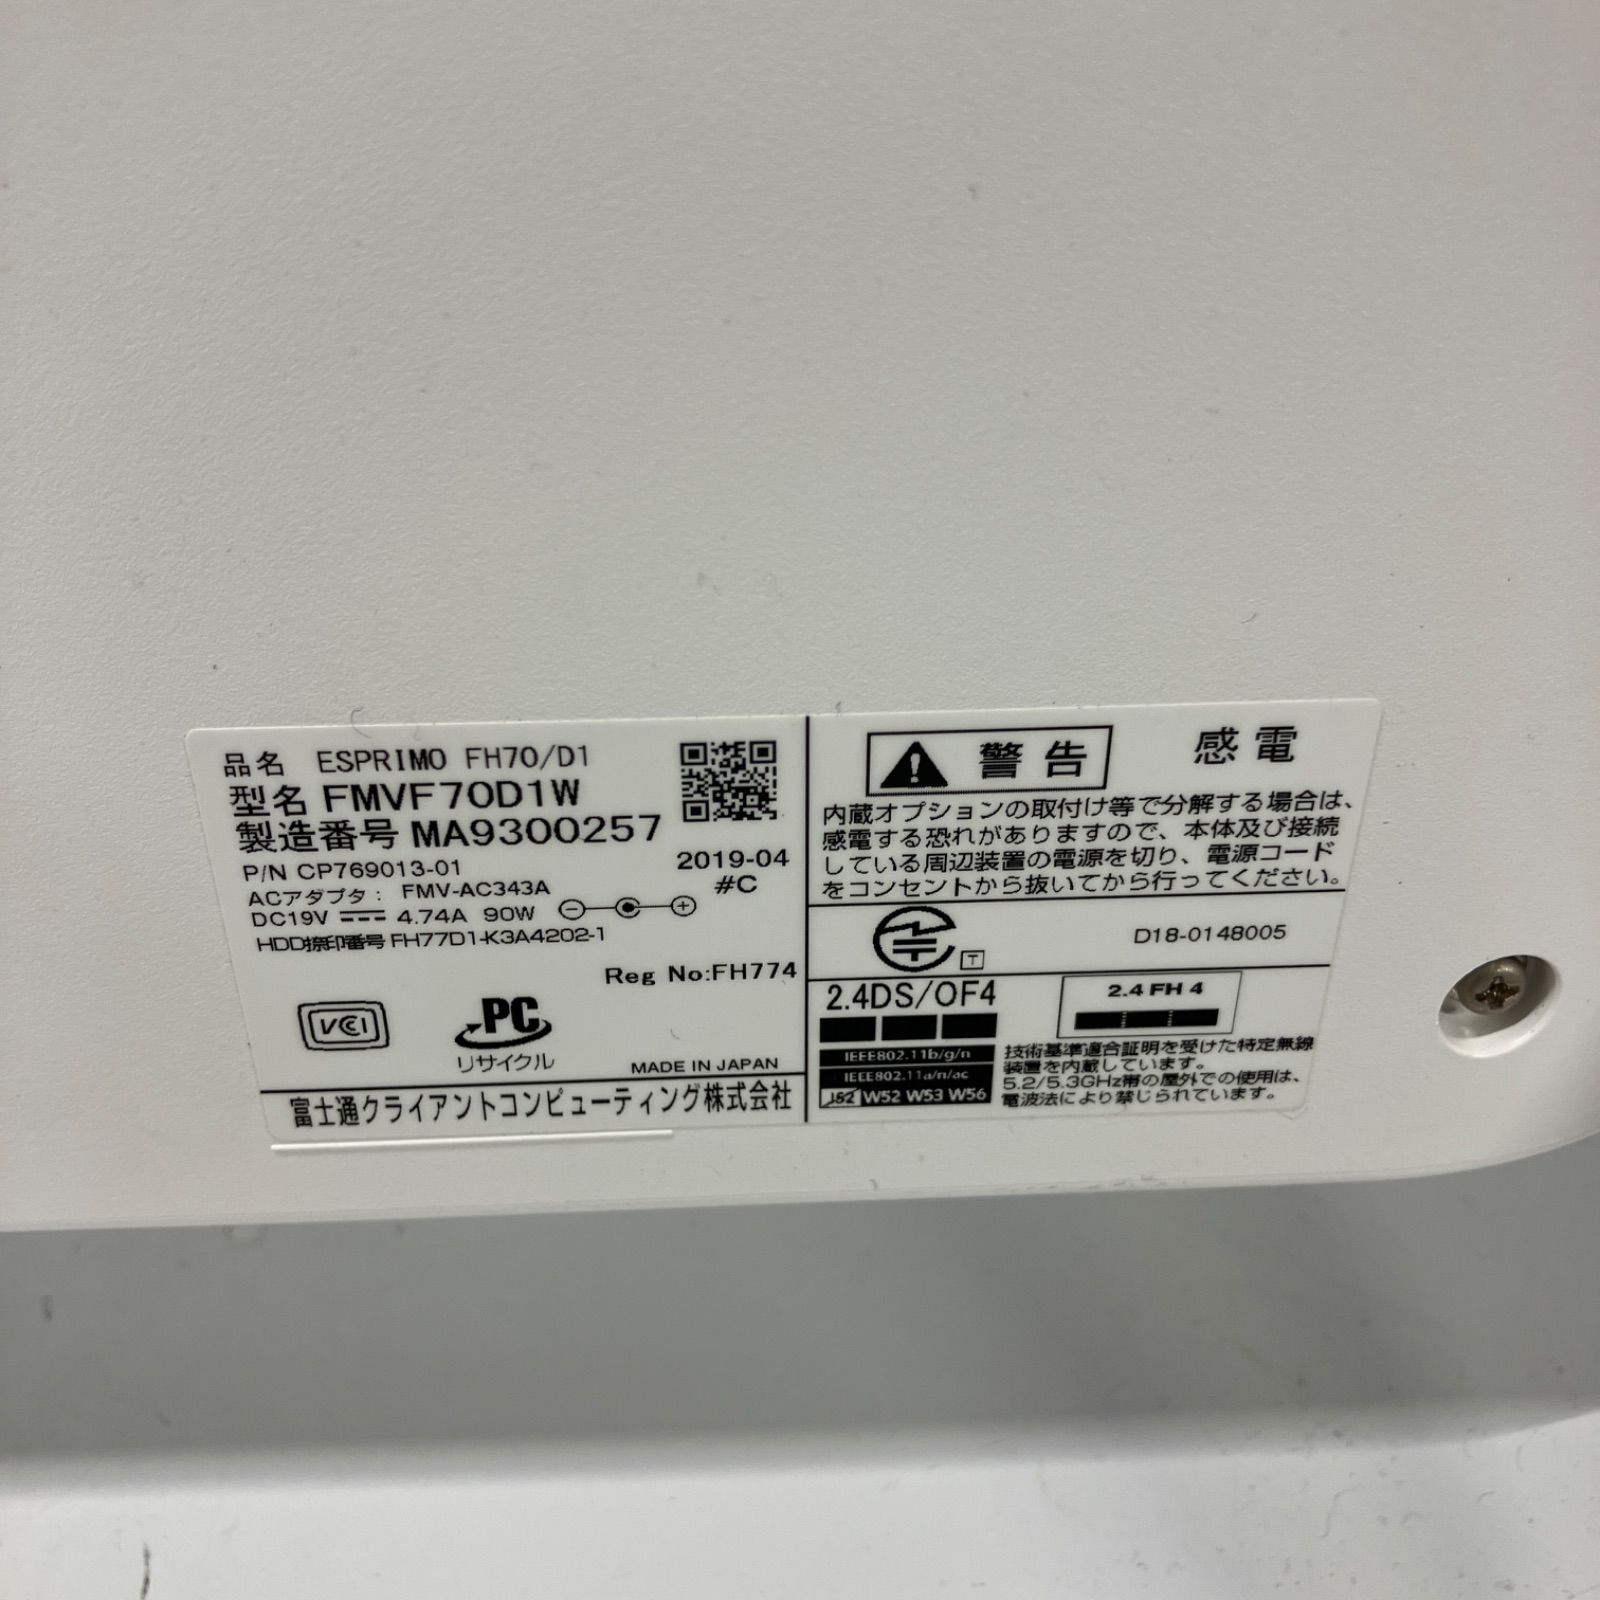 品名 ESPRIMO FH70/D1
型名 FMVF70D1W
製造番号 MA9300257
P/N CP769013-01
2019-04
#C
ACアダプタ: FMV-AC343A
DC19V 4.74A 90W
HDD捺印番号 FH77D1-K3A4202-1
Reg No:FH774
VCCI
PC
リサイクル
MADE IN JAPAN
富士通クライアントコンピューティング株式会社
警告 感電
内蔵オプションの取付け等で分解する場合は、
感電する恐れがありますので、本体及び接続
している周辺装置の電源を切り、電源コード
をコンセントから抜いてから行ってください。
T
D18-0148005
2.4DS/OF4
2.4 FH 4
IEEE802.11b/g/n
IEEE802.11a/n/ac
J52 W52 W53 W56
技術基準適合証明を受けた特定無線
装置を内蔵しています。
5.2/5.3GHz帯の屋外での使用は、
電波法により禁じられています。